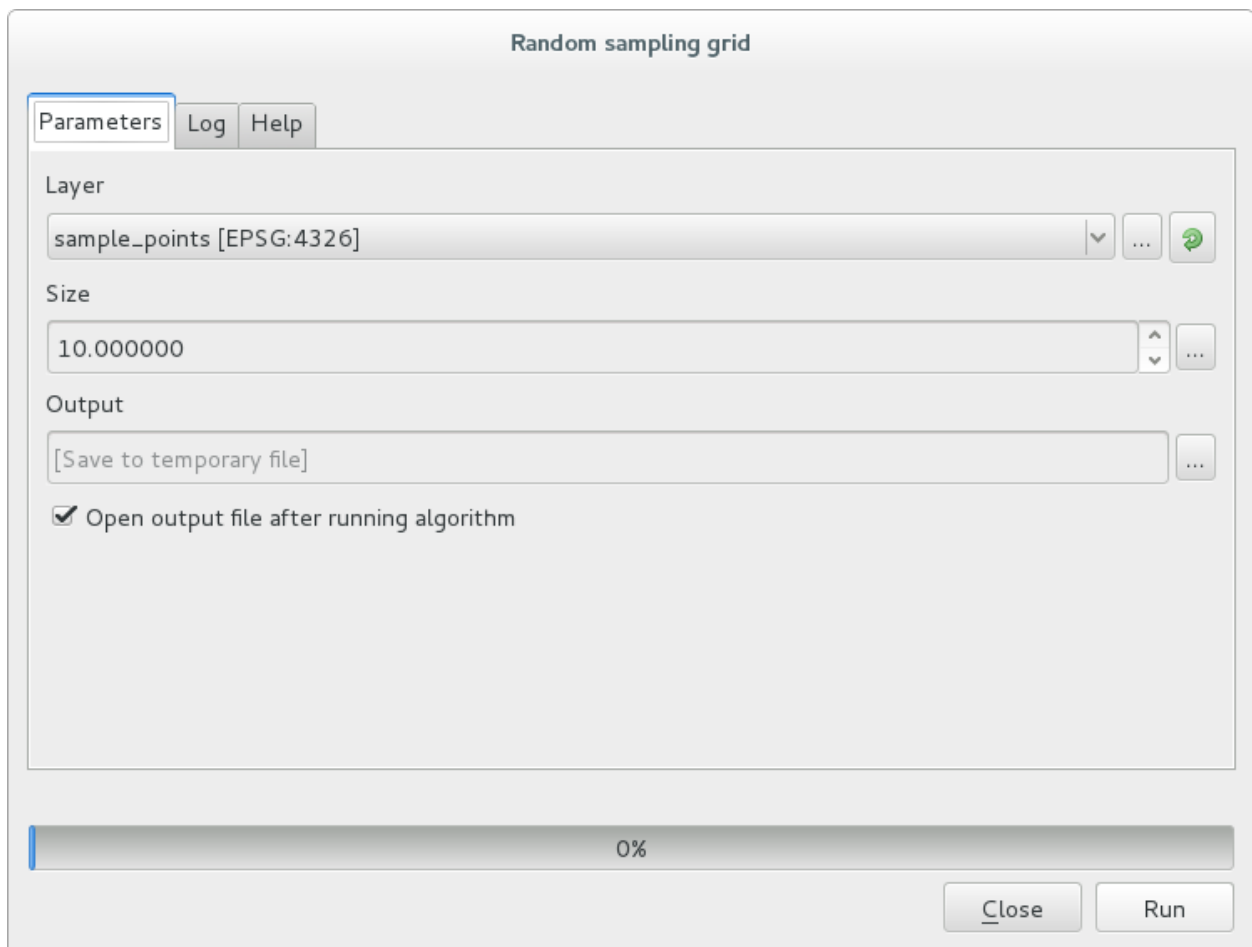 Random sampling grid
Parameters Log Help
Layer
sample_points [EPSG:4326]
...
Size
10.000000
...
Output
[Save to temporary file]
...
Open output file after running algorithm
0%
Close Run